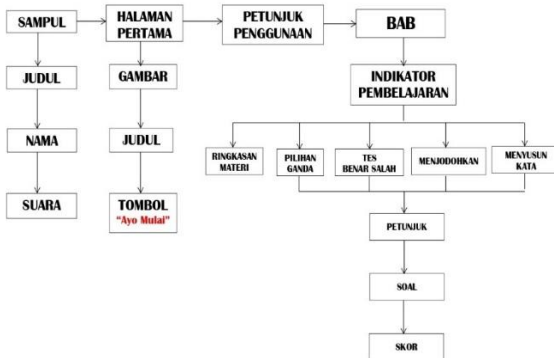 SAMPUL
HALAMAN
PERTAMA
PETUNJUK
PENGGUNAAN
BAB
JUDUL
GAMBAR
INDIKATOR
PEMBELAJARAN
NAMA
JUDUL
RINGKASAN
MATERI
PILIHAN
GANDA
TES
BENAR SALAH
MENJODOHKAN
MENYUSUN
KATA
SUARA
TOMBOL
"Ayo Mulai"
PETUNJUK
SOAL
SKOR